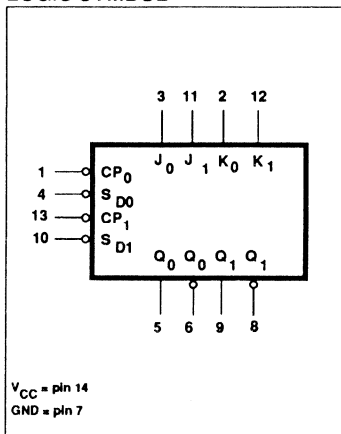 LOGIC SYMBOL
3 11 2 12
J0 J1 K0 K1
1 CP0
4 SD0
13 CP1
10 SD1
Q0 Q0 Q1 Q1
5 6 9 8
VCC = pin 14
GND = pin 7